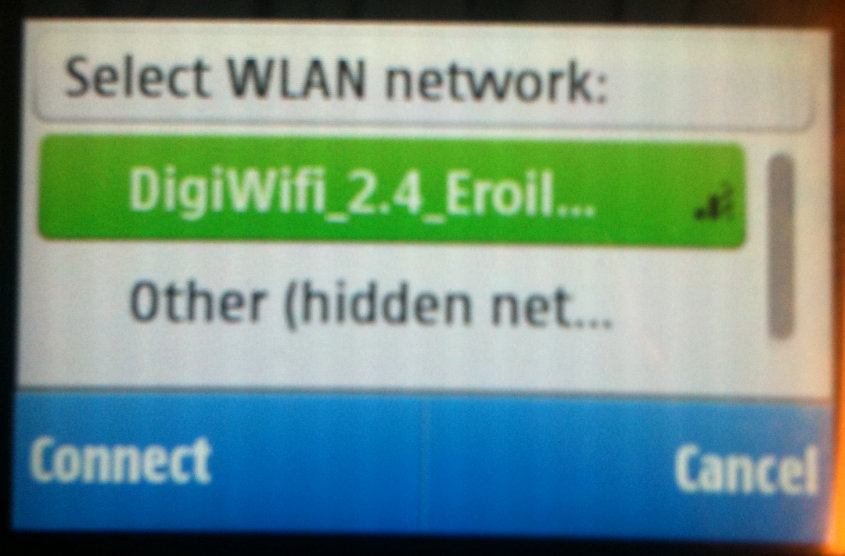 Select WLAN network:
DigiWifi_2.4_Eroil...
Other (hidden net...
Connect
Cancel